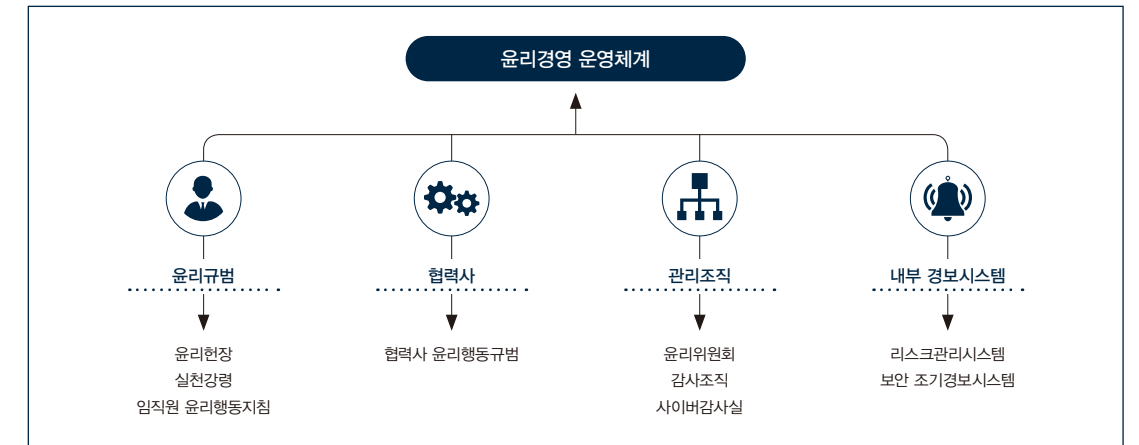 윤리경영 운영체계
윤리규범
협력사
관리조직
내부 경보시스템
윤리헌장
실천강령
임직원 윤리행동지침
협력사 윤리행동규범
윤리위원회
감사조직
사이버감사실
리스크관리시스템
보안 조기경보시스템